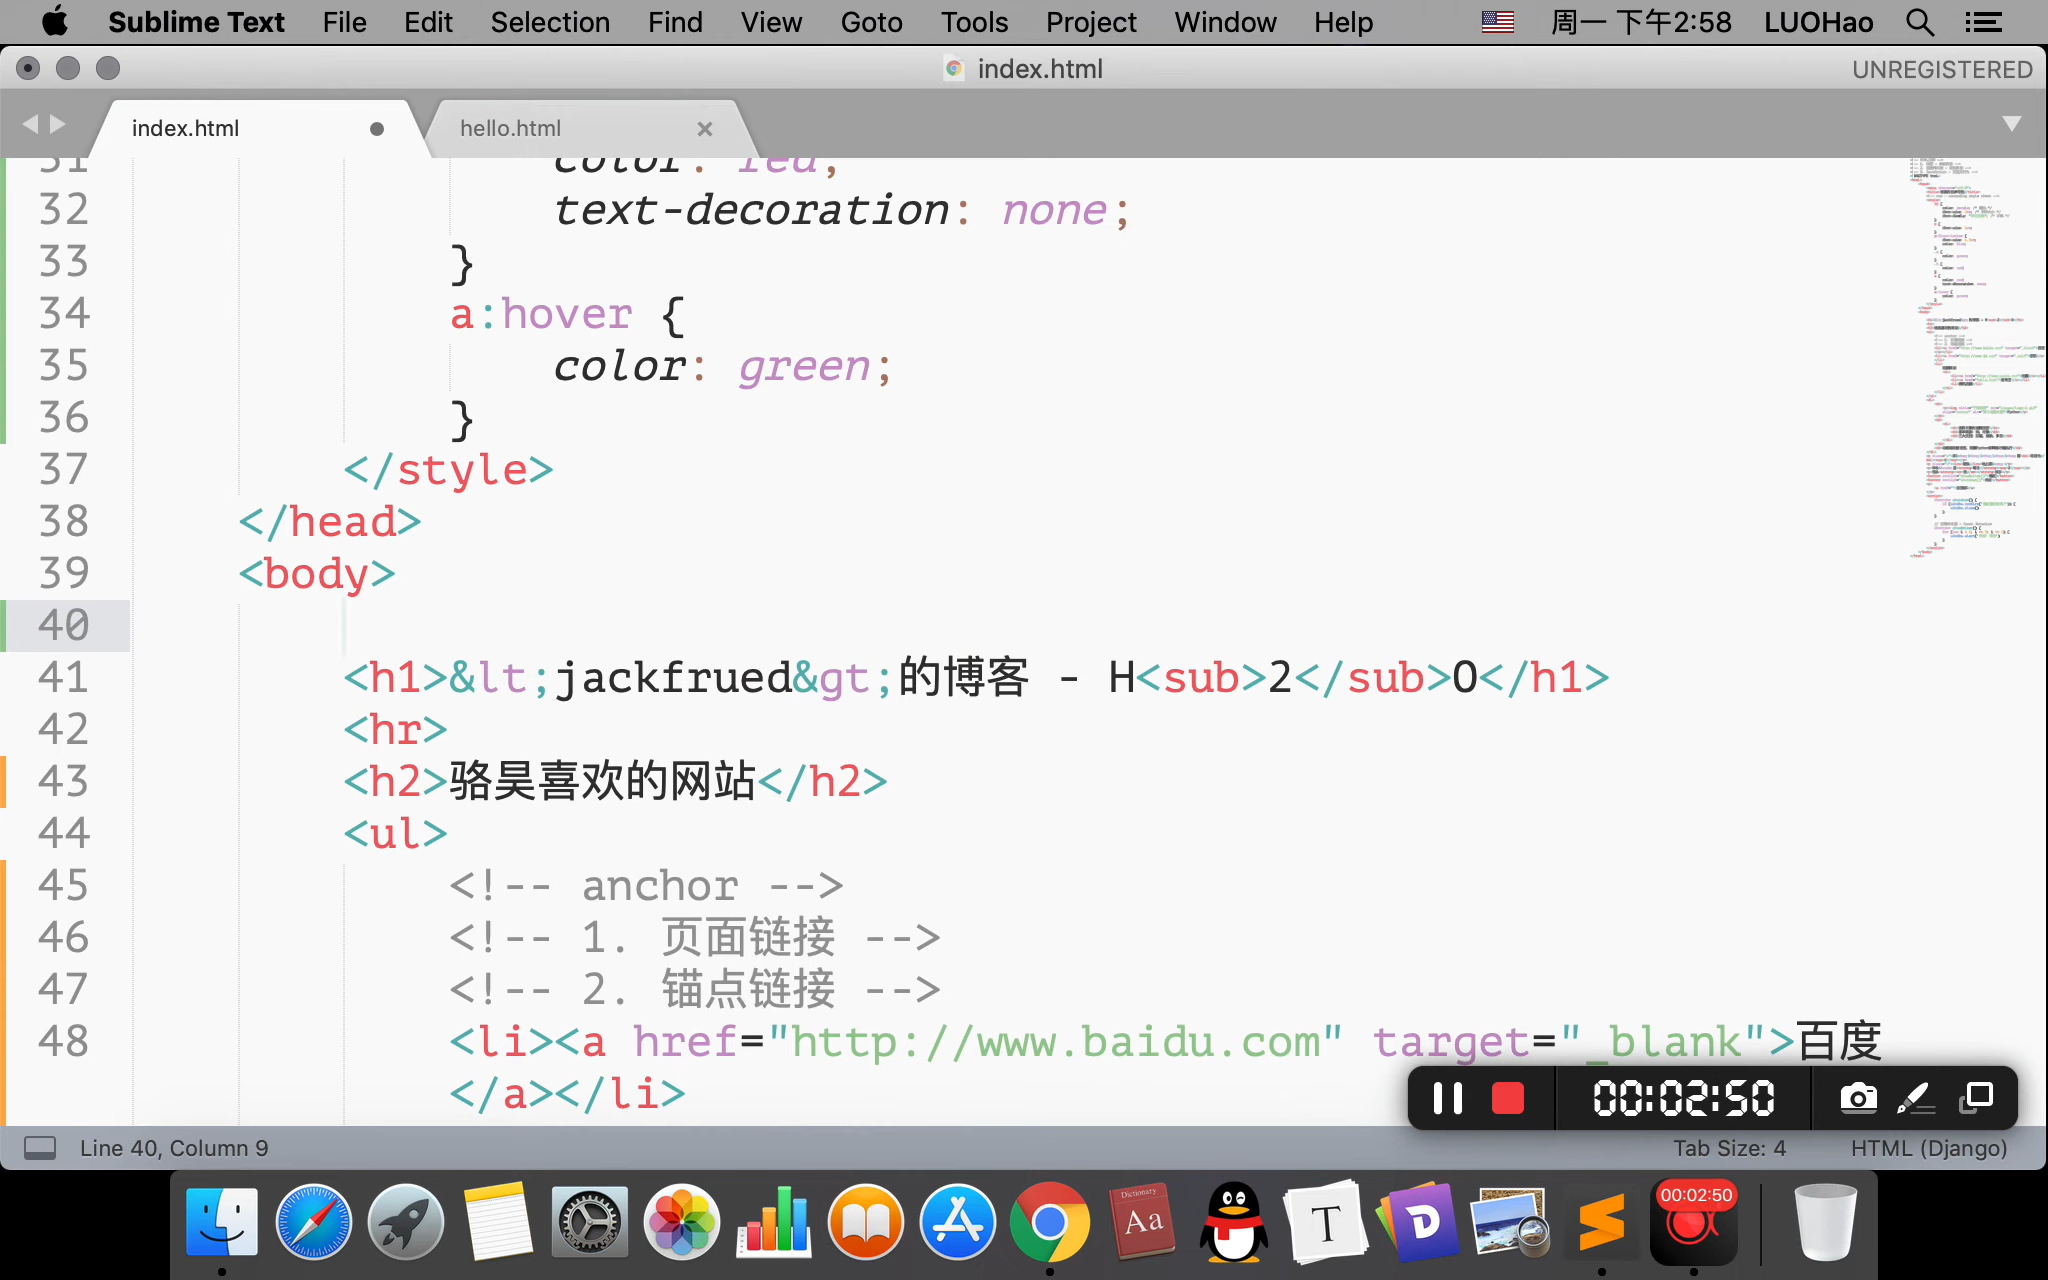 Sublime Text File Edit Selection Find View Goto Tools Project Window Help 周一 下午2:58 LUOHao
index.html UNREGISTERED
index.html hello.html
31 color: red;
32 text-decoration: none;
33 }
34 a:hover {
35 color: green;
36 }
37 </style>
38 </head>
39 <body>
40
41 <h1>&lt;jackfrued&gt;的博客 - H<sub>2</sub>O</h1>
42 <hr>
43 <h2>骆昊喜欢的网站</h2>
44 <ul>
45 <!-- anchor -->
46 <!-- 1. 页面链接 -->
47 <!-- 2. 锚点链接 -->
48 <li><a href="http://www.baidu.com" target="_blank">百度
</a></li>
00:02:50
Line 40, Column 9 Tab Size: 4 HTML (Django)
Dictionary
Aa
T
D
00:02:50